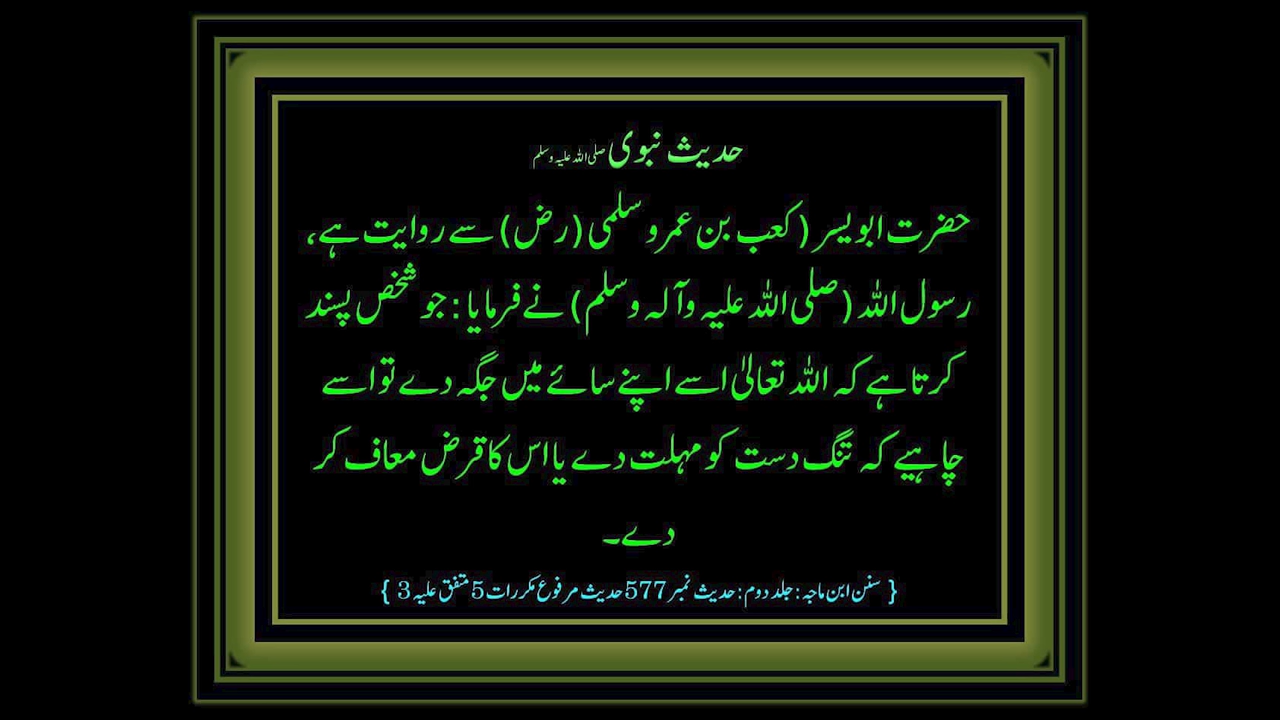 حدیث نبوی صلی اللہ علیہ وسلم
حضرت ابویسر ( کعب بن عمرو سلمی (رض) سے روایت ہے،
رسول اللہ (صلی اللہ علیہ وآلہ وسلم) نے فرمایا : جو شخص پسند
کرتا ہے کہ اللہ تعالیٰ اسے اپنے سائے میں جگہ دے تو اسے
چاہیے کہ تنگ دست کو مہلت دے یا اس کا قرض معاف کر
دے۔
{ سنن ابن ماجہ : جلد دوم : حدیث نمبر 577 حدیث مرفوع مکررات 5 متفق علیہ 3 }